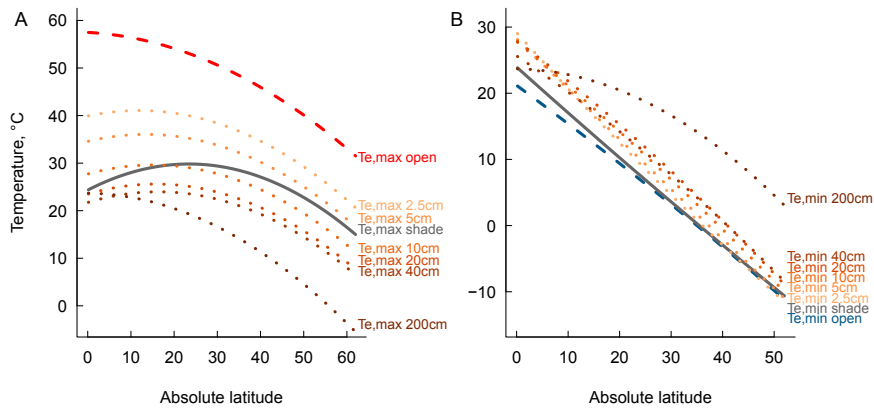 A
60
50
40
30
20
10
0
Temperature, °C
0
10
20
30
40
50
60
Absolute latitude
Te,max open
Te,max 2.5cm
Te,max 5cm
Te,max shade
Te,max 10cm
Te,max 20cm
Te,max 40cm
Te,max 200cm
B
30
20
10
0
−10
0
10
20
30
40
50
Absolute latitude
Te,min 200cm
Te,min 40cm
Te,min 20cm
Te,min 10cm
Te,min 5cm
Te,min 2.5cm
Te,min shade
Te,min open